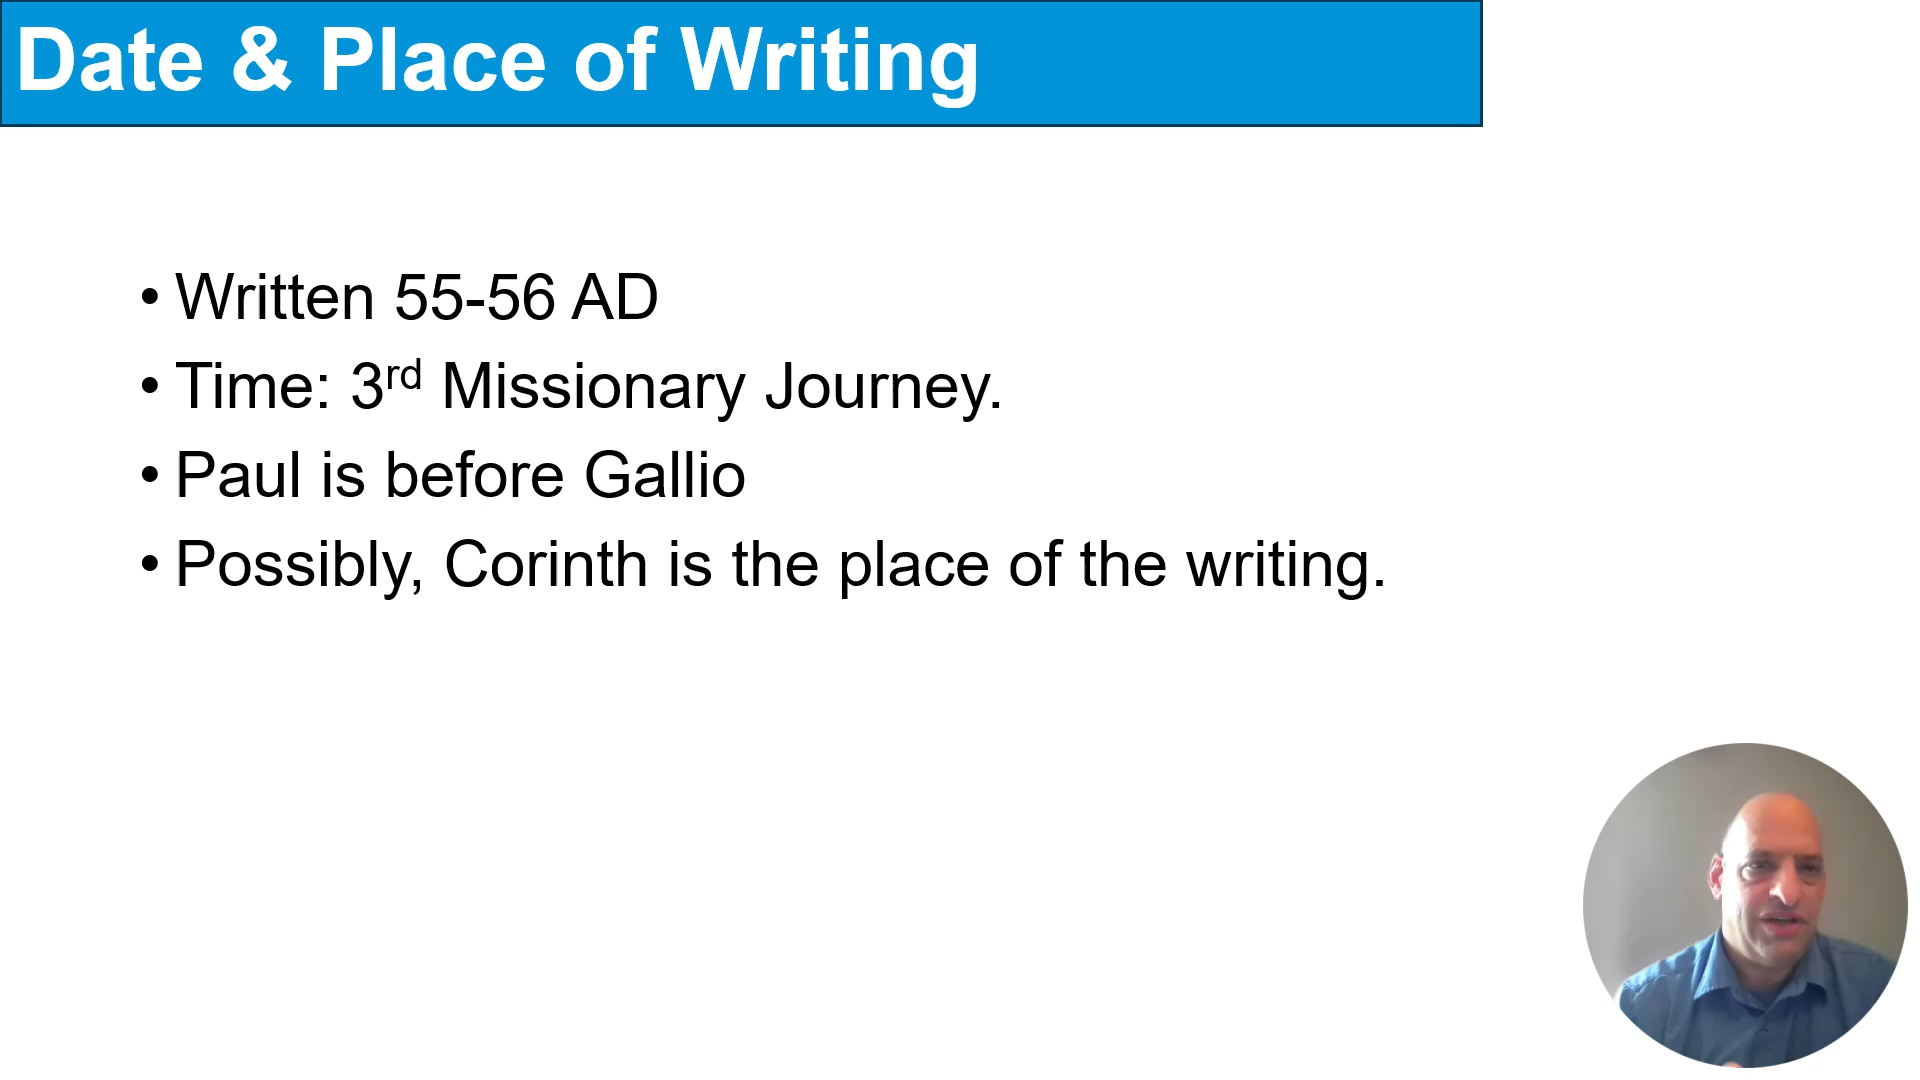 Date & Place of Writing
• Written 55-56 AD
• Time: 3rd Missionary Journey.
• Paul is before Gallio
• Possibly, Corinth is the place of the writing.